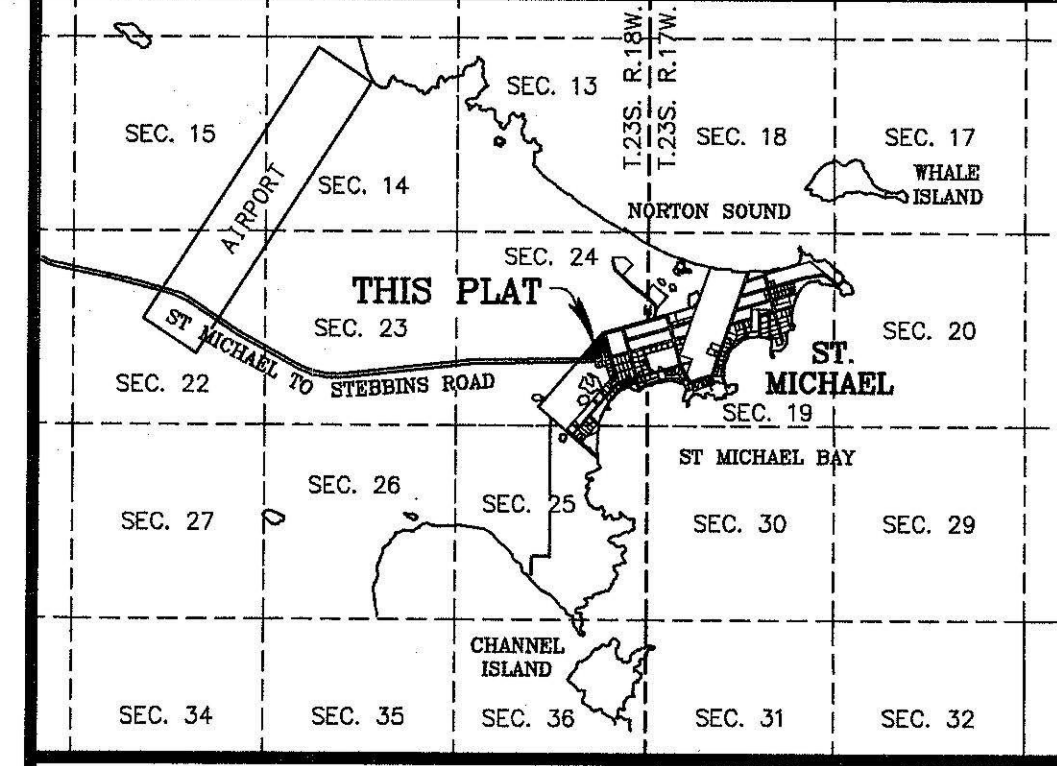 T.23S. R.18W.
T.23S. R.17W.
SEC. 13
SEC. 15
SEC. 18
SEC. 17
SEC. 14
WHALE
ISLAND
AIRPORT
NORTON SOUND
SEC. 24
THIS PLAT
SEC. 23
SEC. 20
ST MICHAEL TO STEBBINS ROAD
ST.
MICHAEL
SEC. 22
SEC. 19
ST MICHAEL BAY
SEC. 26
SEC. 25
SEC. 27
SEC. 30
SEC. 29
CHANNEL
ISLAND
SEC. 34
SEC. 35
SEC. 36
SEC. 31
SEC. 32